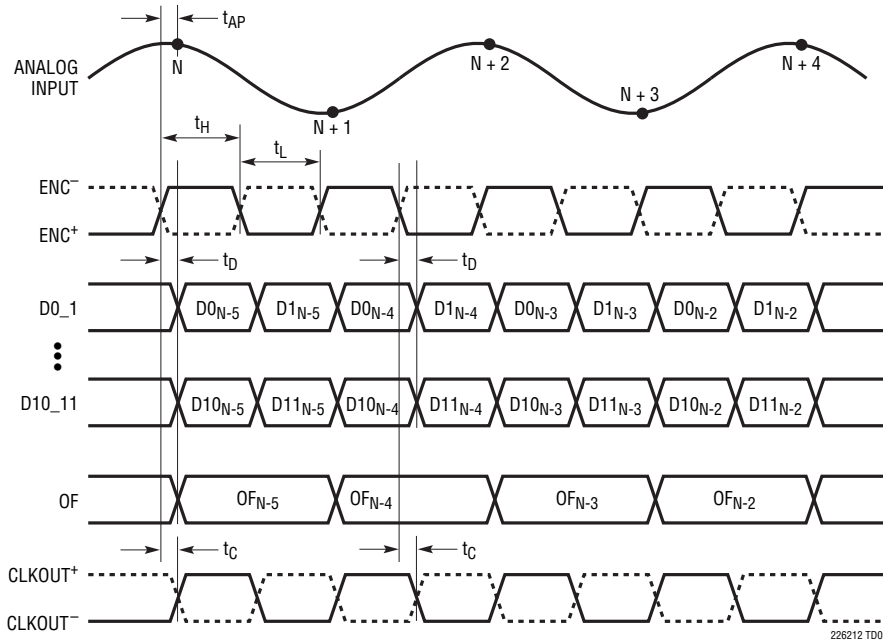 t_AP
ANALOG
INPUT
N
N + 1
N + 2
N + 3
N + 4
t_H
t_L
ENC⁻
ENC⁺
t_D
t_D
D0_1
D0_N-5
D1_N-5
D0_N-4
D1_N-4
D0_N-3
D1_N-3
D0_N-2
D1_N-2
D10_11
D10_N-5
D11_N-5
D10_N-4
D11_N-4
D10_N-3
D11_N-3
D10_N-2
D11_N-2
OF
OF_N-5
OF_N-4
OF_N-3
OF_N-2
t_C
t_C
CLKOUT⁺
CLKOUT⁻
226212 TD0